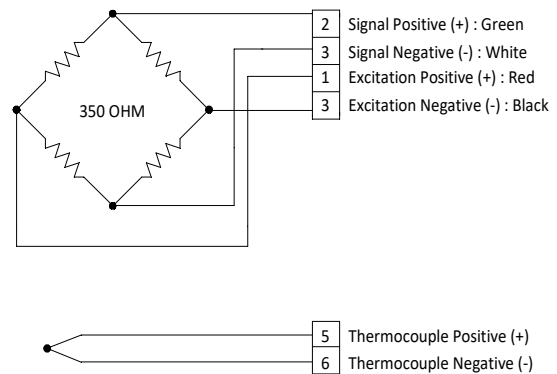 2 Signal Positive (+) : Green
3 Signal Negative (-) : White
1 Excitation Positive (+) : Red
3 Excitation Negative (-) : Black
350 OHM
5 Thermocouple Positive (+)
6 Thermocouple Negative (-)